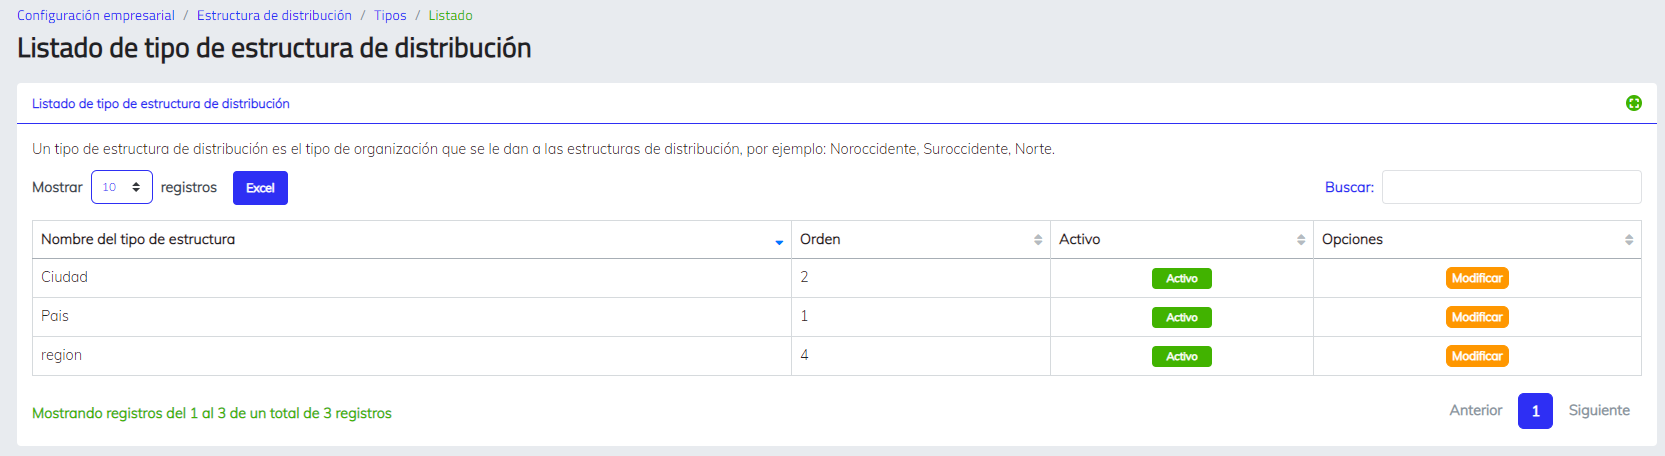 Configuración empresarial / Estructura de distribución / Tipos / Listado
Listado de tipo de estructura de distribución
Listado de tipo de estructura de distribución
Un tipo de estructura de distribución es el tipo de organización que se le dan a las estructuras de distribución, por ejemplo: Noroccidente, Suroccidente, Norte.
Mostrar 10 registros Excel Buscar:
Nombre del tipo de estructura Orden Activo Opciones
Ciudad 2 Activo Modificar
Pais 1 Activo Modificar
region 4 Activo Modificar
Mostrando registros del 1 al 3 de un total de 3 registros Anterior 1 Siguiente